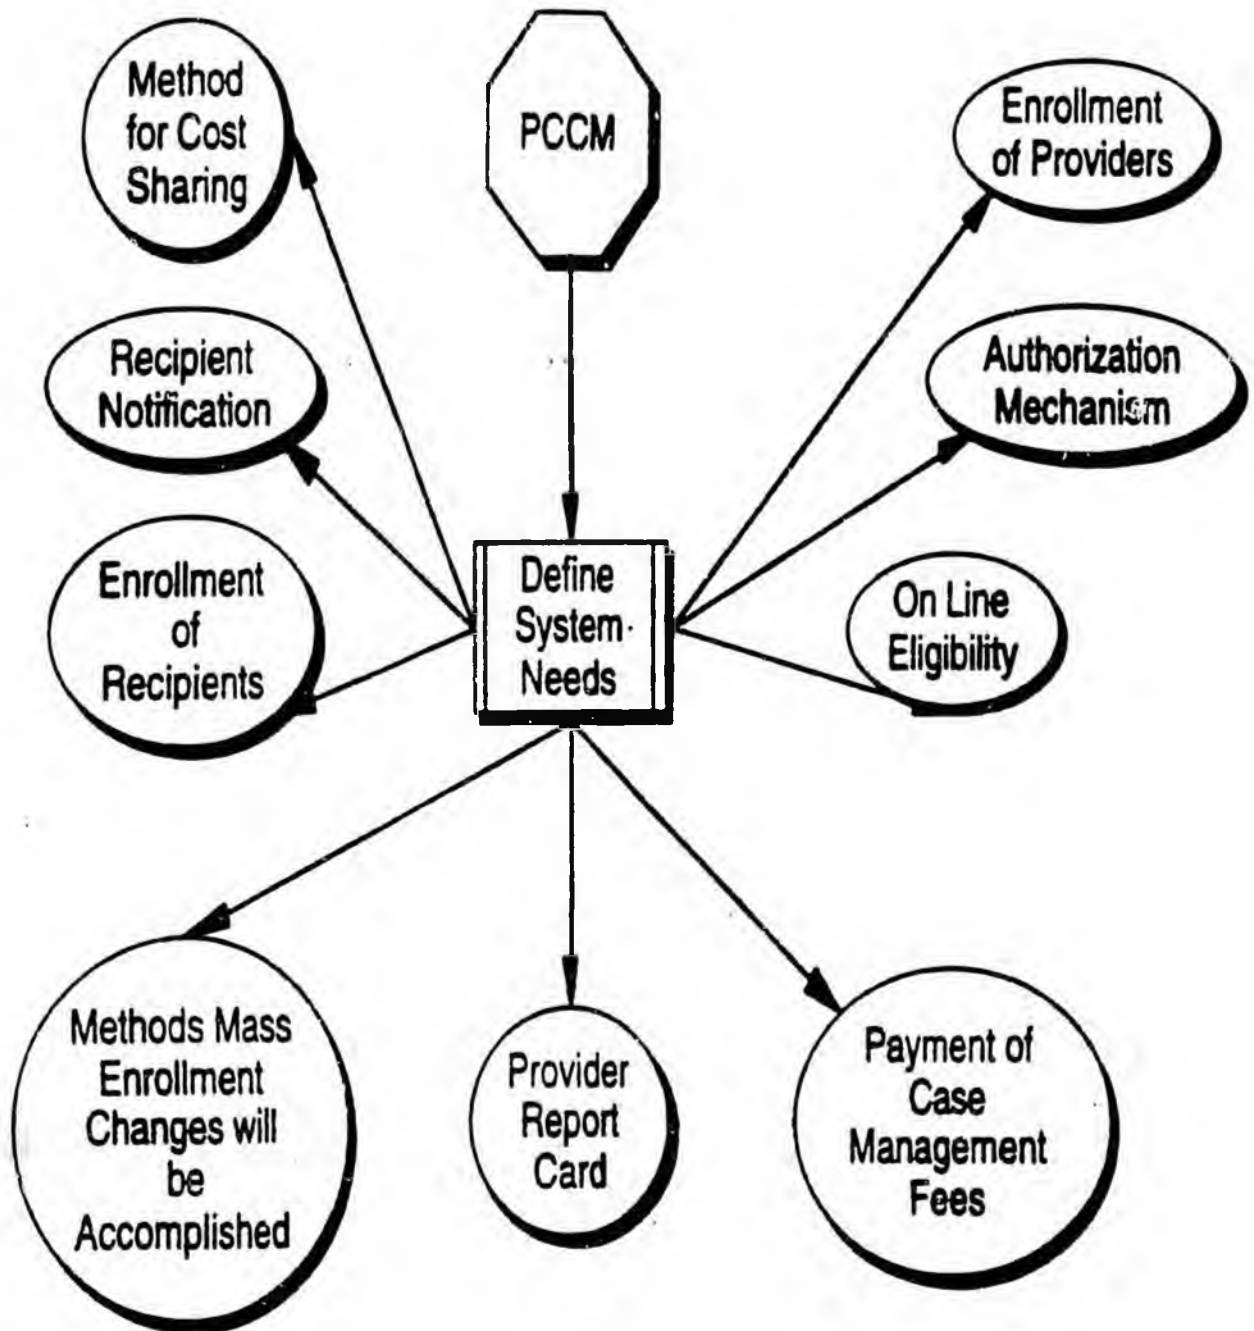 Method
for Cost
Sharing
PCCM
Enrollment
of Providers
Recipient
Notification
Authorization
Mechanism
Enrollment
of
Recipients
Define
System
Needs
On Line
Eligibility
Methods Mass
Enrollment
Changes will
be
Accomplished
Provider
Report
Card
Payment of
Case
Management
Fees